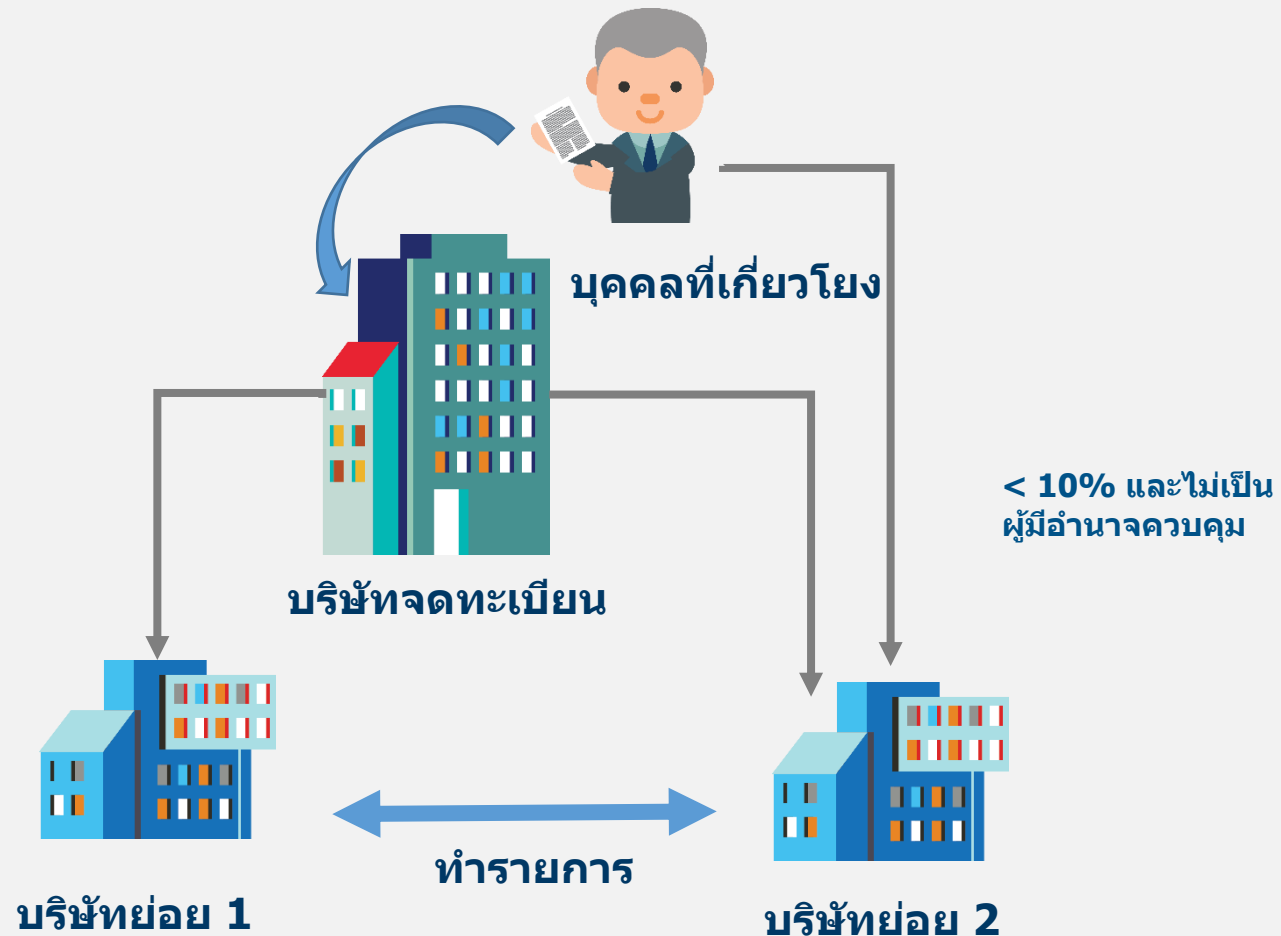 บุคคลที่เกี่ยวโยง
< 10% และไม่เป็น
ผู้มีอำนาจควบคุม
บริษัทจดทะเบียน
ทำรายการ
บริษัทย่อย 1
บริษัทย่อย 2